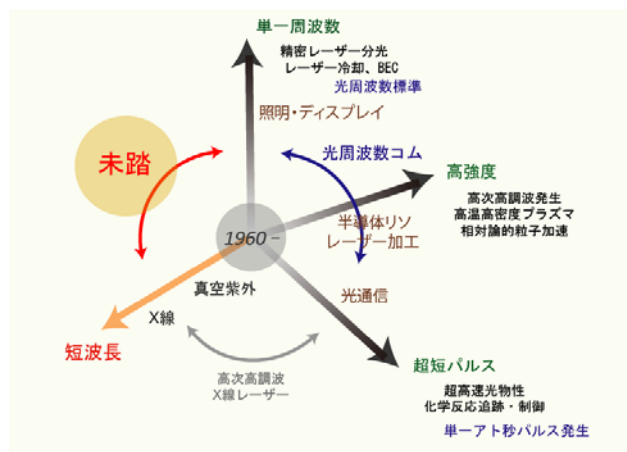 単一周波数
精密レーザー分光
レーザー冷却、BEC
光周波数標準
照明・ディスプレイ
未踏
光周波数コム
高強度
高次高調波発生
高温高密度プラズマ
相対論的粒子加速
半導体リソ
レーザー加工
1960 –
真空紫外
光通信
X線
短波長
高次高調波
X線レーザー
超短パルス
超高速光物性
化学反応追跡・制御
単一アト秒パルス発生